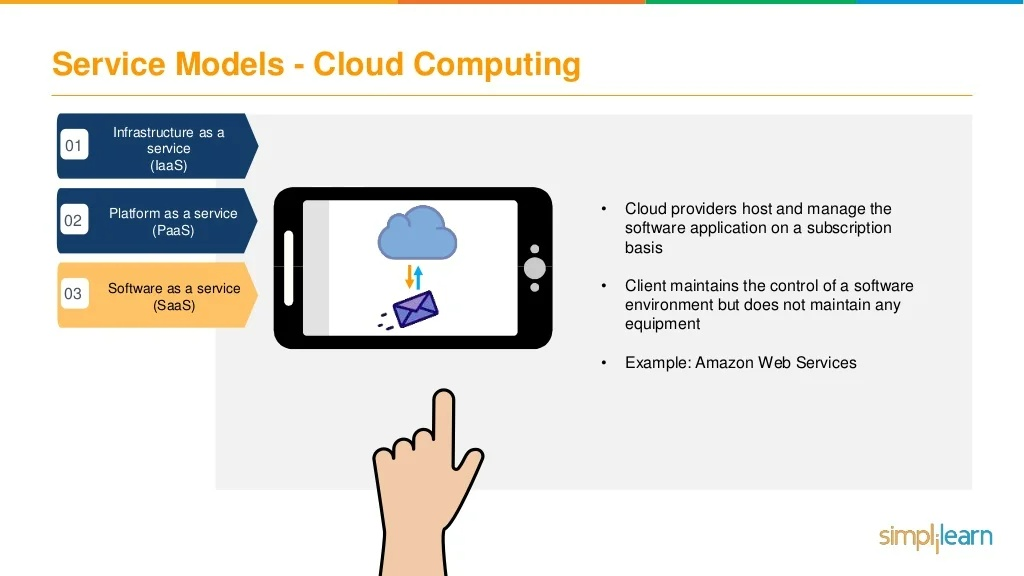 Service Models - Cloud Computing
01
Infrastructure as a
service
(IaaS)
02
Platform as a service
(PaaS)
03
Software as a service
(SaaS)
• Cloud providers host and manage the
software application on a subscription
basis
• Client maintains the control of a software
environment but does not maintain any
equipment
• Example: Amazon Web Services
simplilearn